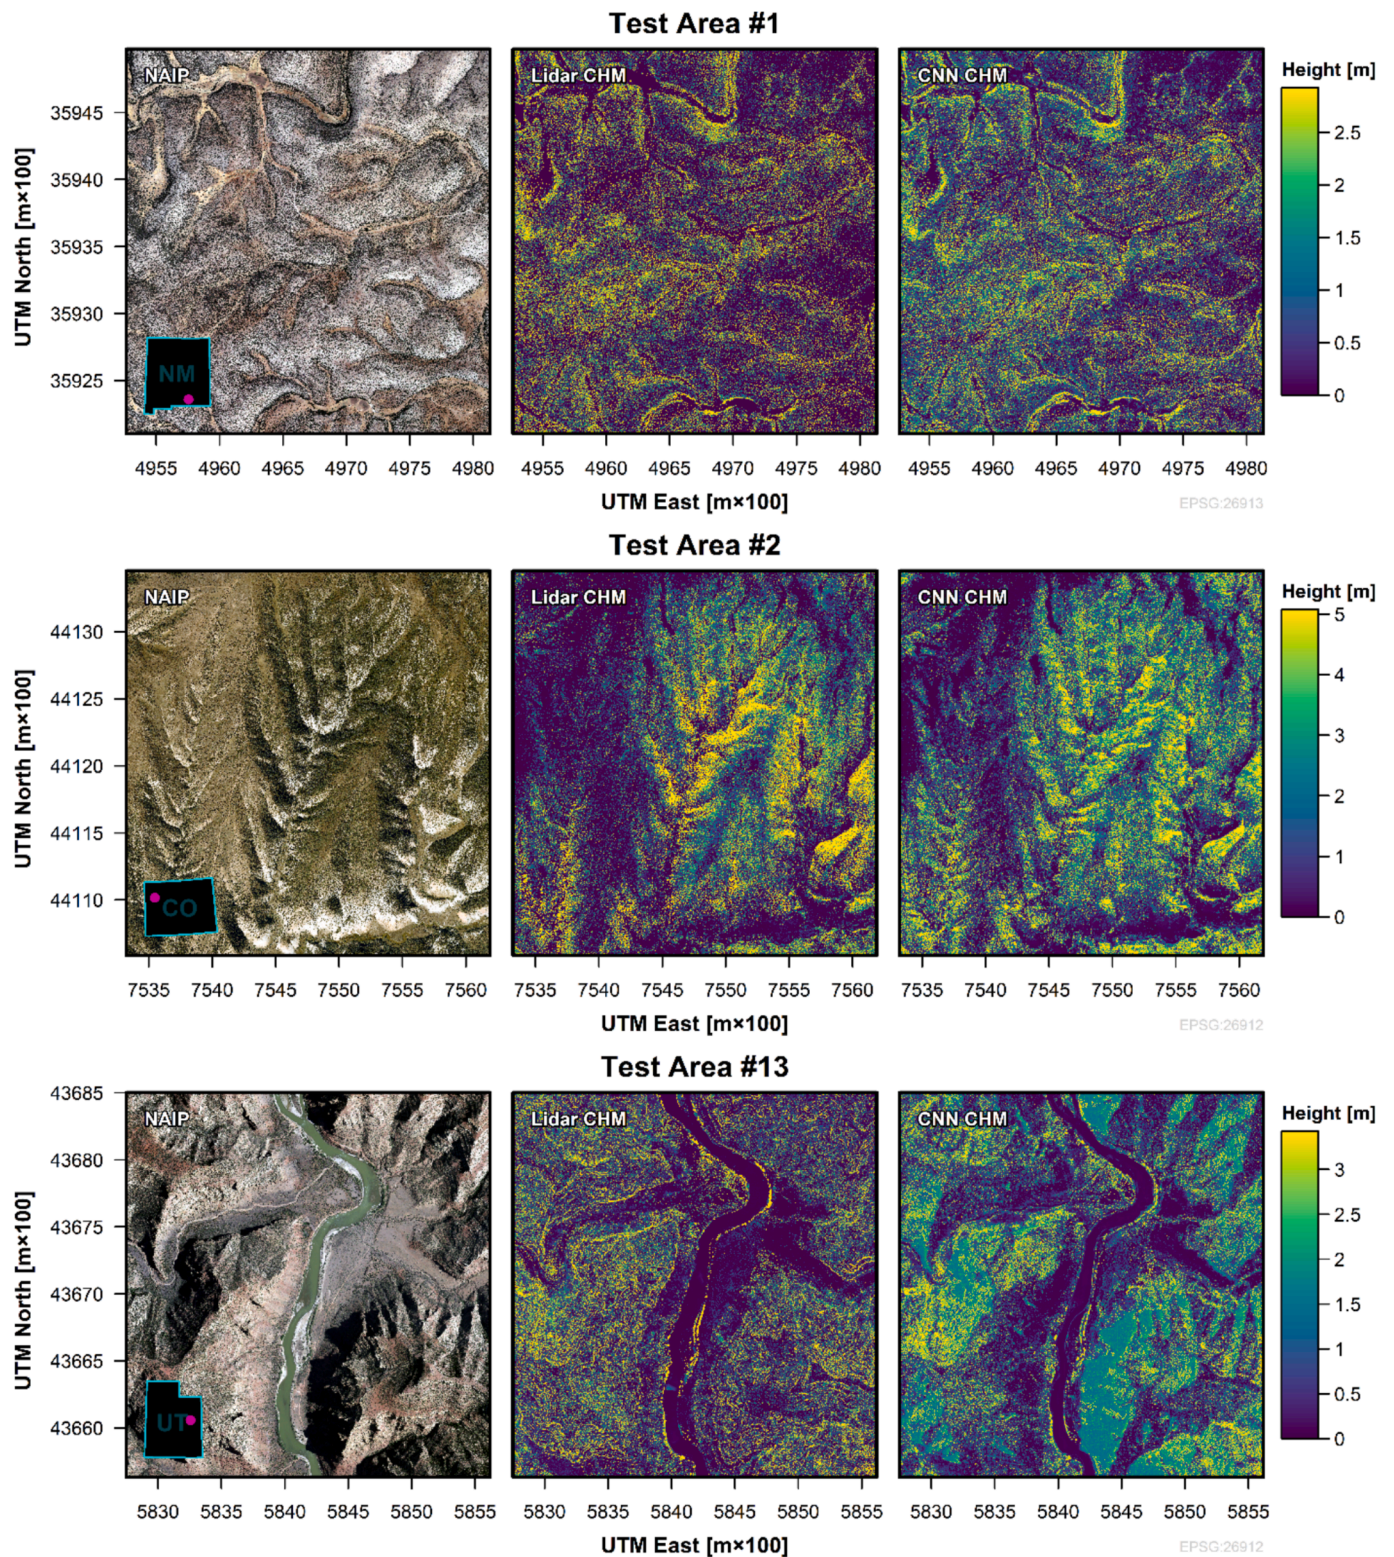 Test Area #1
NAIP
Lidar CHM
CNN CHM
Height [m]
2.5
2
1.5
1
0.5
0
UTM North [m×100]
35945
35940
35935
35930
35925
NM
4955 4960 4965 4970 4975 4980
4955 4960 4965 4970 4975 4980
4955 4960 4965 4970 4975 4980
UTM East [m×100]
EPSG:26913
Test Area #2
NAIP
Lidar CHM
CNN CHM
Height [m]
5
4
3
2
1
0
UTM North [m×100]
44130
44125
44120
44115
44110
CO
7535 7540 7545 7550 7555 7560
7535 7540 7545 7550 7555 7560
7535 7540 7545 7550 7555 7560
UTM East [m×100]
EPSG:26912
Test Area #13
NAIP
Lidar CHM
CNN CHM
Height [m]
3
2.5
2
1.5
1
0.5
0
UTM North [m×100]
43685
43680
43675
43670
43665
43660
UT
5830 5835 5840 5845 5850 5855
5830 5835 5840 5845 5850 5855
5830 5835 5840 5845 5850 5855
UTM East [m×100]
EPSG:26912